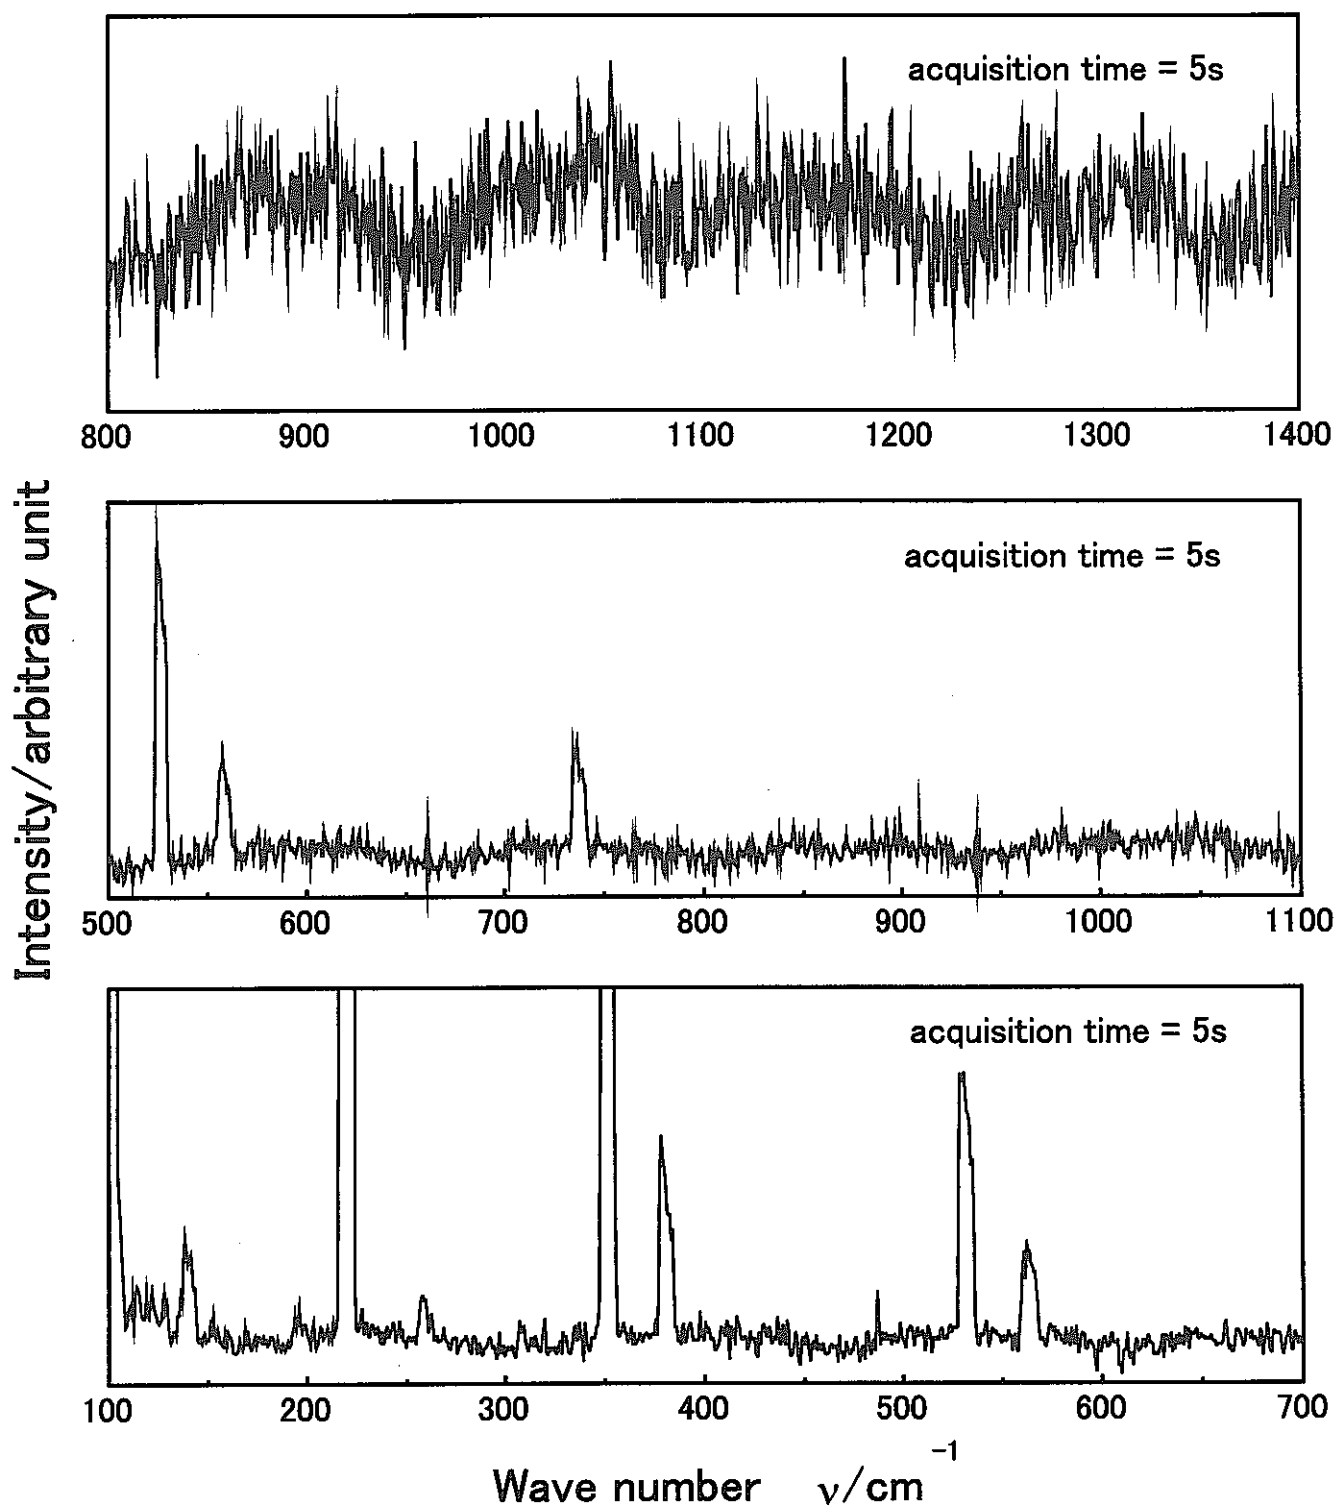 acquisition time = 5s
800 900 1000 1100 1200 1300 1400
Intensity/arbitrary unit
acquisition time = 5s
500 600 700 800 900 1000 1100
acquisition time = 5s
100 200 300 400 500 600 700
Wave number ν/cm⁻¹